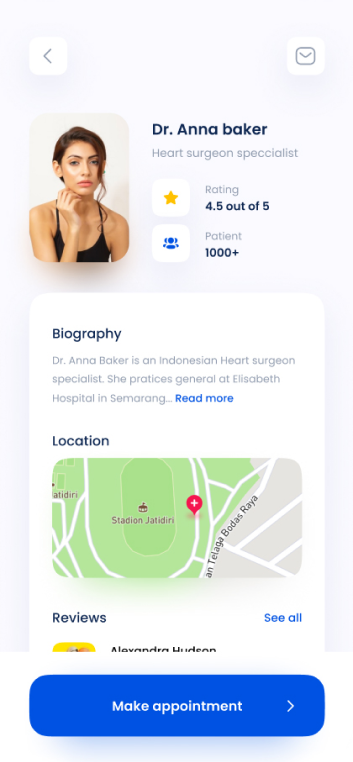 Dr. Anna baker
Heart surgeon speccialist
Rating
4.5 out of 5
Patient
1000+
Biography
Dr. Anna Baker is an Indonesian Heart surgeon
specialist. She pratices general at Elisabeth
Hospital in Semarang... Read more
Location
Jatidiri
Stadion Jatidiri
an Telaga Bodas Raya
Reviews
See all
Alexandra Hudson
Make appointment